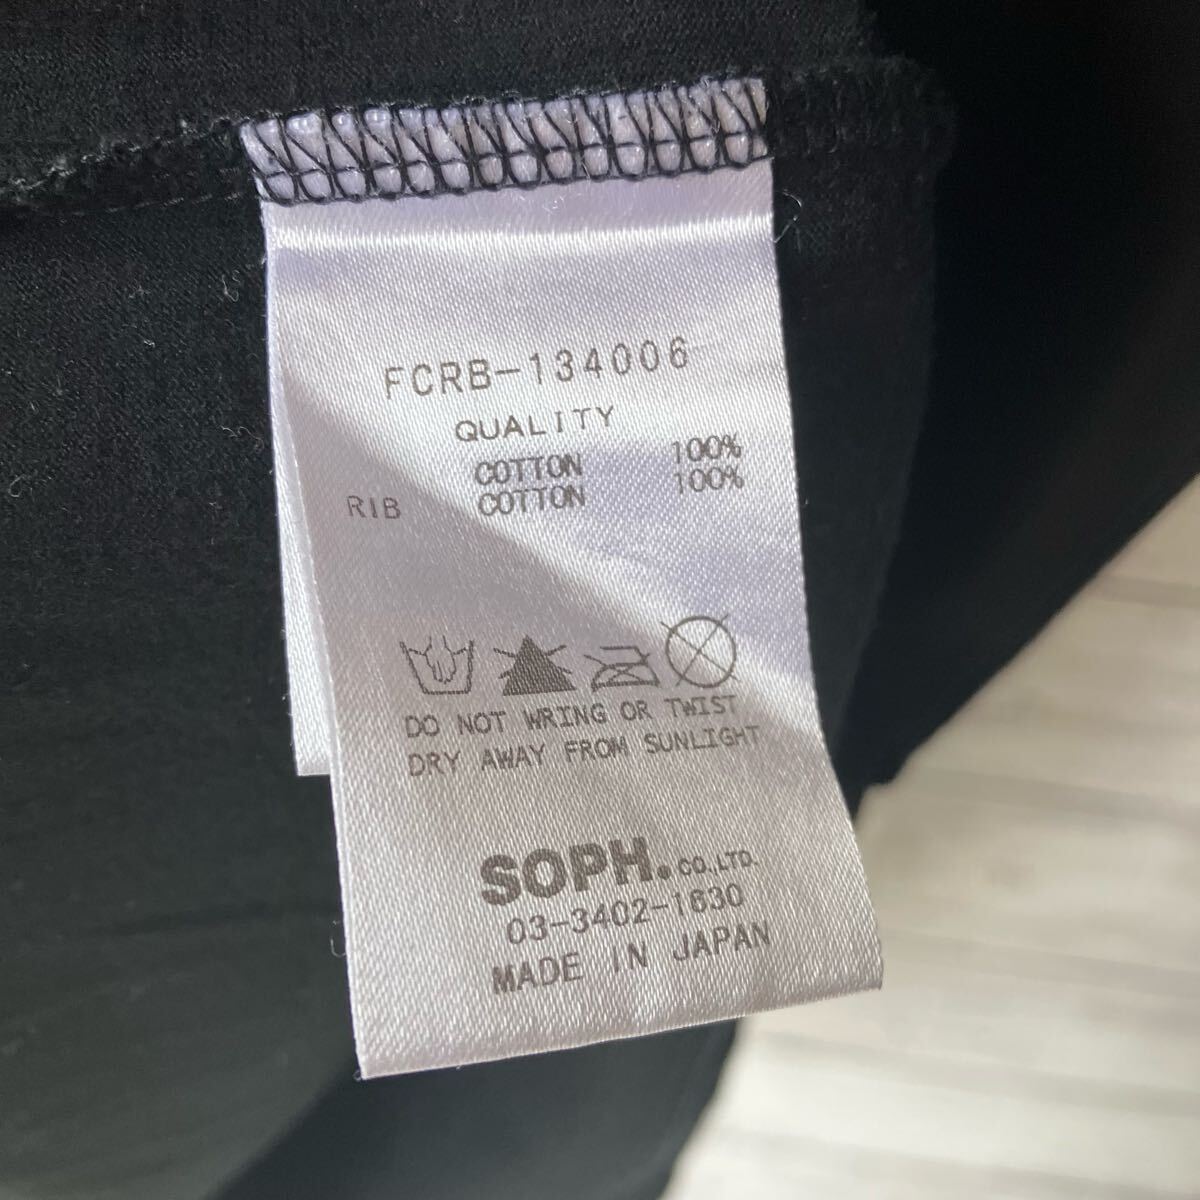 FCRB-134006
QUALITY
COTTON 100%
RIB COTTON 100%
DO NOT WRING OR TWIST
DRY AWAY FROM SUNLIGHT
SOPH. CO.,LTD.
03-3402-1630
MADE IN JAPAN